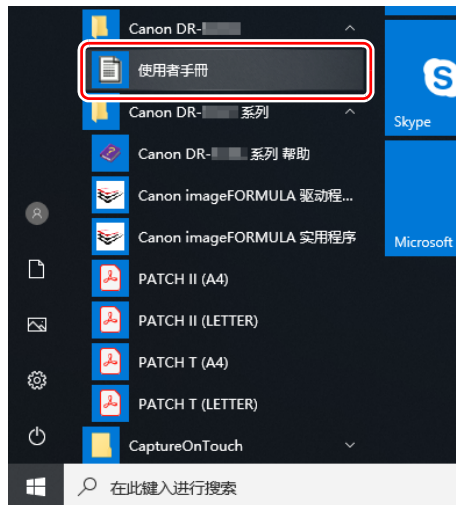 Canon DR-
使用者手冊
Canon DR- 系列
Canon DR- 系列 帮助
Canon imageFORMULA 驱动程...
Canon imageFORMULA 实用程序
PATCH II (A4)
PATCH II (LETTER)
PATCH T (A4)
PATCH T (LETTER)
CaptureOnTouch
Skype
Microsoft
在此键入进行搜索